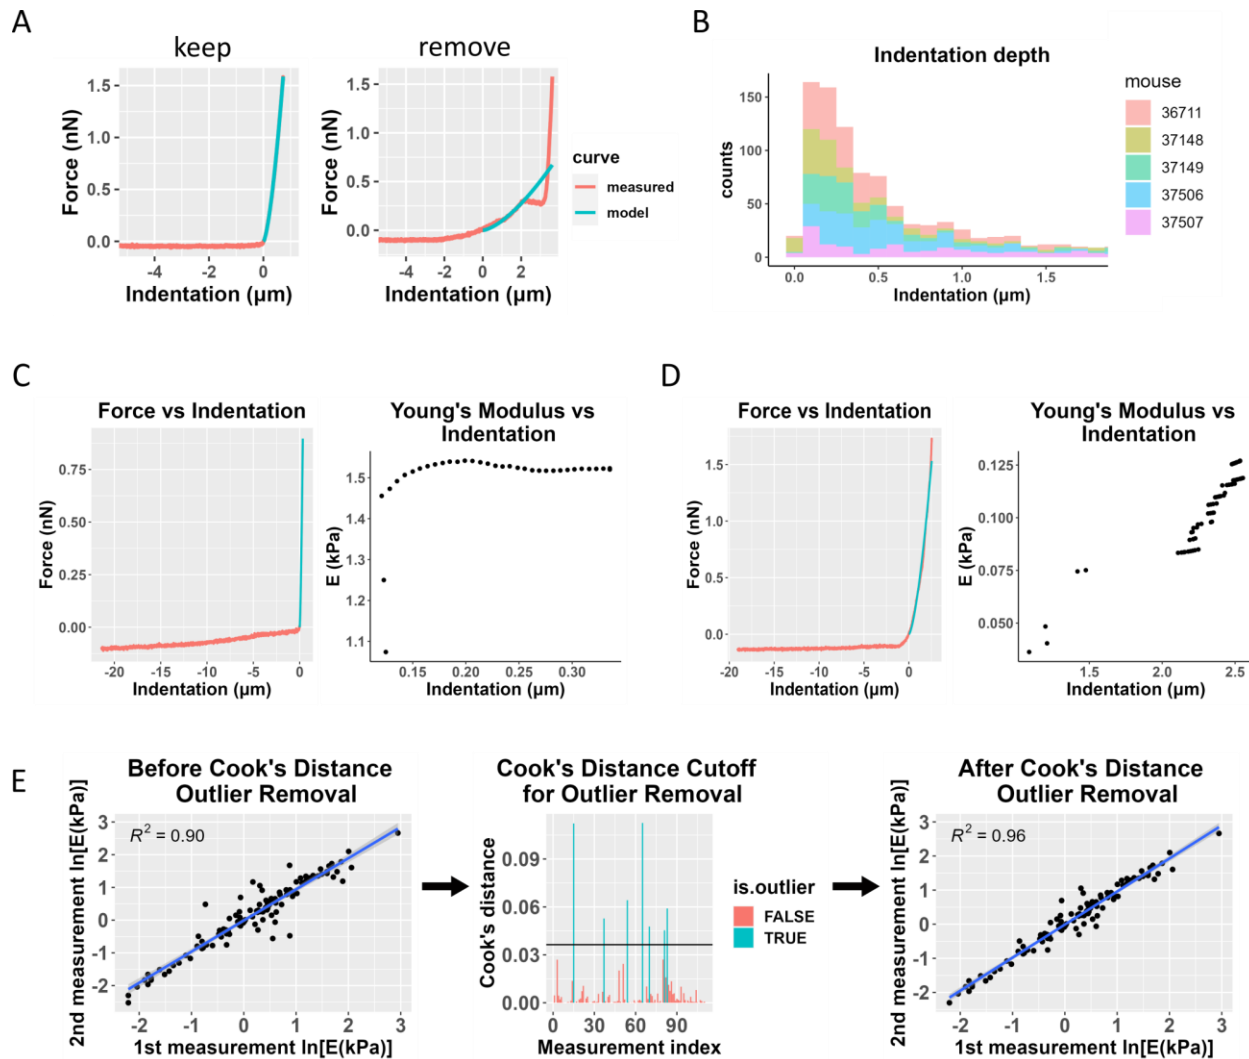 A
keep
remove
Force (nN)
1.5
1.0
0.5
0.0
-4
-2
0
Indentation (μm)
Force (nN)
1.5
1.0
0.5
0.0
-4
-2
0
2
Indentation (μm)
curve
measured
model
B
Indentation depth
counts
150
100
50
0
0.0
0.5
1.0
1.5
Indentation (μm)
mouse
36711
37148
37149
37506
37507
C
Force vs Indentation
Force (nN)
0.75
0.50
0.25
0.00
-20
-15
-10
-5
0
Indentation (μm)
Young's Modulus vs
Indentation
E (kPa)
1.5
1.4
1.3
1.2
1.1
0.15
0.20
0.25
0.30
Indentation (μm)
D
Force vs Indentation
Force (nN)
1.5
1.0
0.5
0.0
-20
-15
-10
-5
0
Indentation (μm)
Young's Modulus vs
Indentation
E (kPa)
0.125
0.100
0.075
0.050
1.5
2.0
2.5
Indentation (μm)
E
Before Cook's Distance
Outlier Removal
2nd measurement ln[E(kPa)]
R² = 0.90
3
2
1
0
-1
-2
-2
-1
0
1
2
3
1st measurement ln[E(kPa)]
Cook's Distance Cutoff
for Outlier Removal
Cook's distance
0.09
0.06
0.03
0.00
0
30
60
90
Measurement index
is.outlier
FALSE
TRUE
After Cook's Distance
Outlier Removal
2nd measurement ln[E(kPa)]
R² = 0.96
3
2
1
0
-1
-2
-2
-1
0
1
2
3
1st measurement ln[E(kPa)]